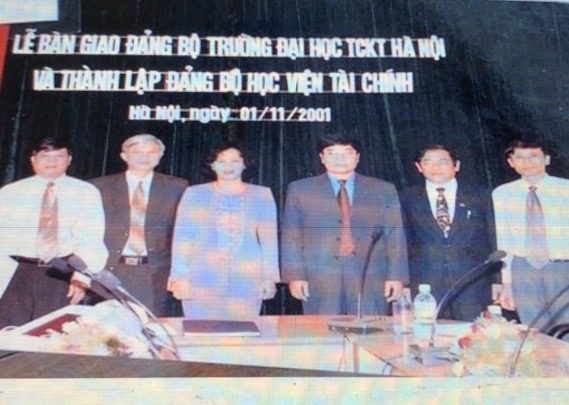 LỄ BÀN GIAO ĐẢNG BỘ TRƯỜNG ĐẠI HỌC TCKT HÀ NỘI
VÀ THÀNH LẬP ĐẢNG BỘ HỌC VIỆN TÀI CHÍNH
Hà Nội, ngày 01/11/2001